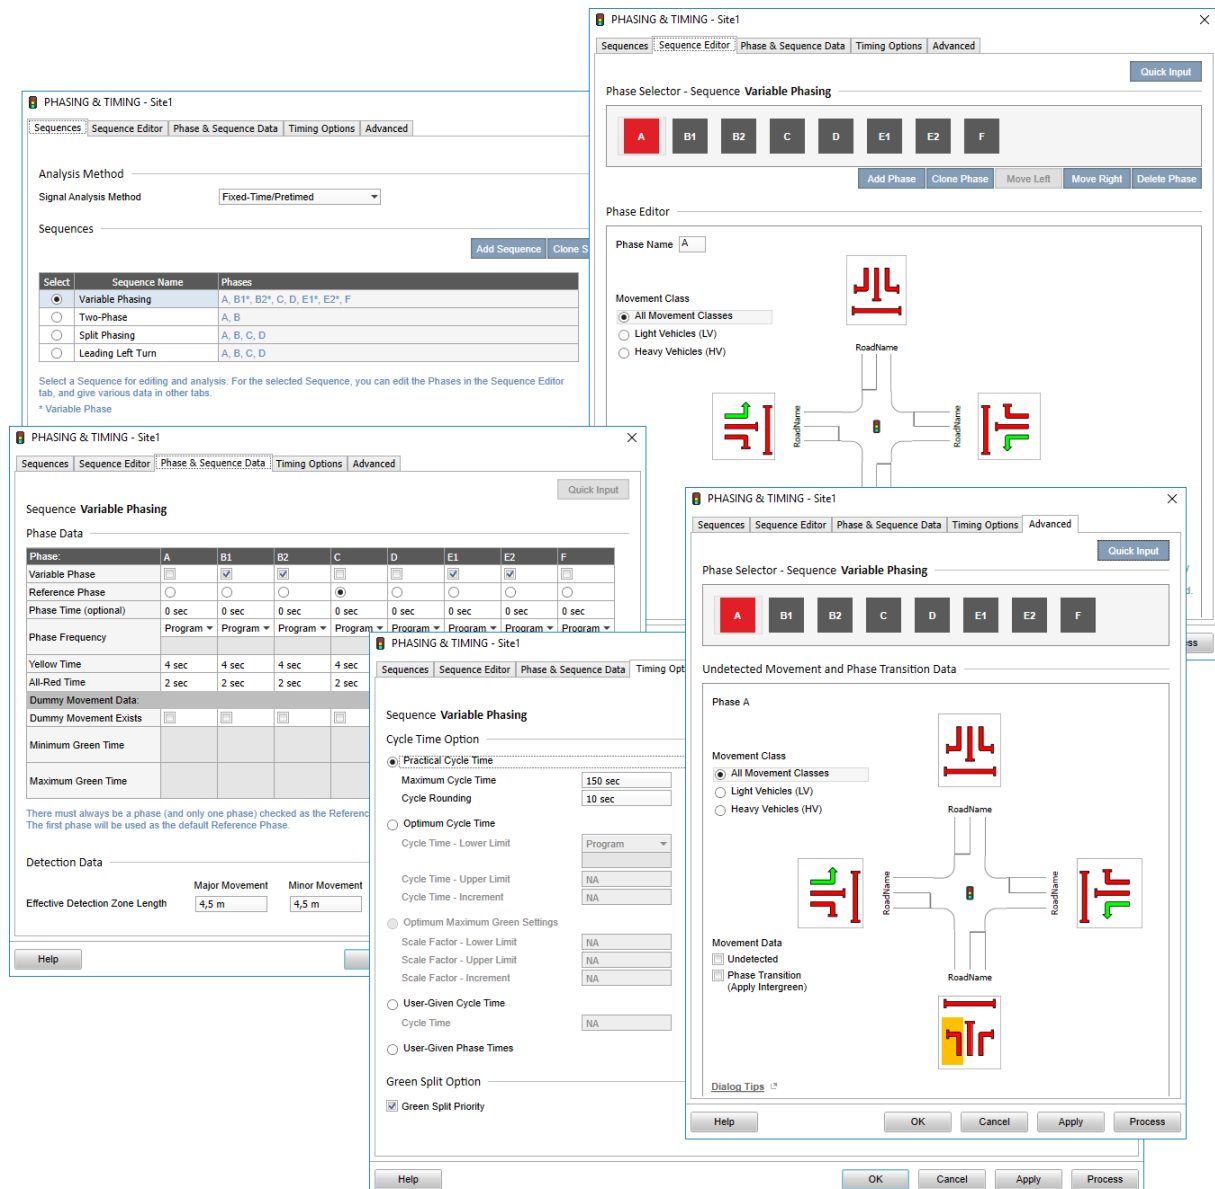 PHASING & TIMING - Site1
Sequences Sequence Editor Phase & Sequence Data Timing Options Advanced
Quick Input
Phase Selector - Sequence Variable Phasing
A B1 B2 C D E1 E2 F
Add Phase Clone Phase Move Left Move Right Delete Phase
Phase Editor
Phase Name A
Movement Class
All Movement Classes
Light Vehicles (LV)
Heavy Vehicles (HV)
RoadName
RoadName
RoadName
PHASING & TIMING - Site1
Sequences Sequence Editor Phase & Sequence Data Timing Options Advanced
Analysis Method
Signal Analysis Method Fixed-Time/Pretimed
Sequences
Add Sequence Clone S
Select Sequence Name Phases
Variable Phasing A, B1*, B2*, C, D, E1*, E2*, F
Two-Phase A, B
Split Phasing A, B, C, D
Leading Left Turn A, B, C, D
Select a Sequence for editing and analysis. For the selected Sequence, you can edit the Phases in the Sequence Editor
tab, and give various data in other tabs.
* Variable Phase
PHASING & TIMING - Site1
Sequences Sequence Editor Phase & Sequence Data Timing Options Advanced
Quick Input
Sequence Variable Phasing
Phase Data
Phase: A B1 B2 C D E1 E2 F
Variable Phase
Reference Phase
Phase Time (optional) 0 sec 0 sec 0 sec 0 sec 0 sec 0 sec 0 sec 0 sec
Phase Frequency Program Program Program Program Program Program Program Program
Yellow Time 4 sec 4 sec 4 sec 4 sec
All-Red Time 2 sec 2 sec 2 sec 2 sec
Dummy Movement Data:
Dummy Movement Exists
Minimum Green Time
Maximum Green Time
There must always be a phase (and only one phase) checked as the Referenc
The first phase will be used as the default Reference Phase.
Detection Data
Major Movement Minor Movement
Effective Detection Zone Length 4,5 m 4,5 m
Help
PHASING & TIMING - Site1
Sequences Sequence Editor Phase & Sequence Data Timing Opt
Sequence Variable Phasing
Cycle Time Option
Practical Cycle Time
Maximum Cycle Time 150 sec
Cycle Rounding 10 sec
Optimum Cycle Time
Cycle Time - Lower Limit Program
Cycle Time - Upper Limit NA
Cycle Time - Increment NA
Optimum Maximum Green Settings
Scale Factor - Lower Limit NA
Scale Factor - Upper Limit NA
Scale Factor - Increment NA
User-Given Cycle Time
Cycle Time NA
User-Given Phase Times
Green Split Option
Green Split Priority
Help OK Cancel Apply Process
PHASING & TIMING - Site1
Sequences Sequence Editor Phase & Sequence Data Timing Options Advanced
Quick Input
Phase Selector - Sequence Variable Phasing
A B1 B2 C D E1 E2 F
Undetected Movement and Phase Transition Data
Phase A
Movement Class
All Movement Classes
Light Vehicles (LV)
Heavy Vehicles (HV)
RoadName
RoadName
RoadName
Movement Data
Undetected
Phase Transition
(Apply Intergreen)
RoadName
Dialog Tips
Help OK Cancel Apply Process
y
d.
ss